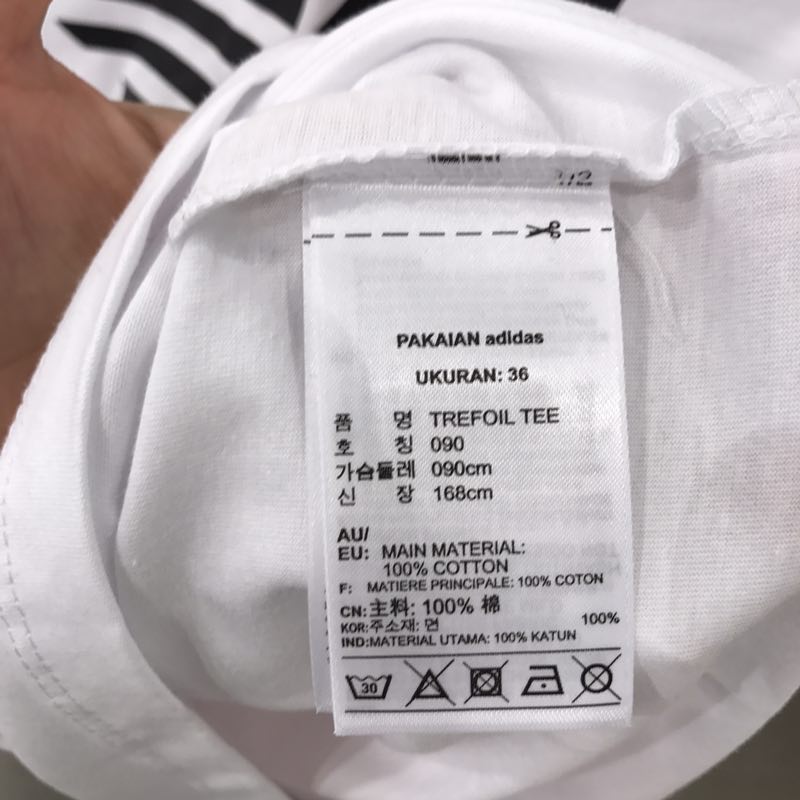 PAKAIAN adidas
UKURAN: 36
품 명 TREFOIL TEE
호 칭 090
가슴둘레 090cm
신 장 168cm
AU/
EU: MAIN MATERIAL:
100% COTTON
F: MATIERE PRINCIPALE: 100% COTON
CN:主料: 100% 棉
KOR:주소재: 면 100%
IND:MATERIAL UTAMA: 100% KATUN
30